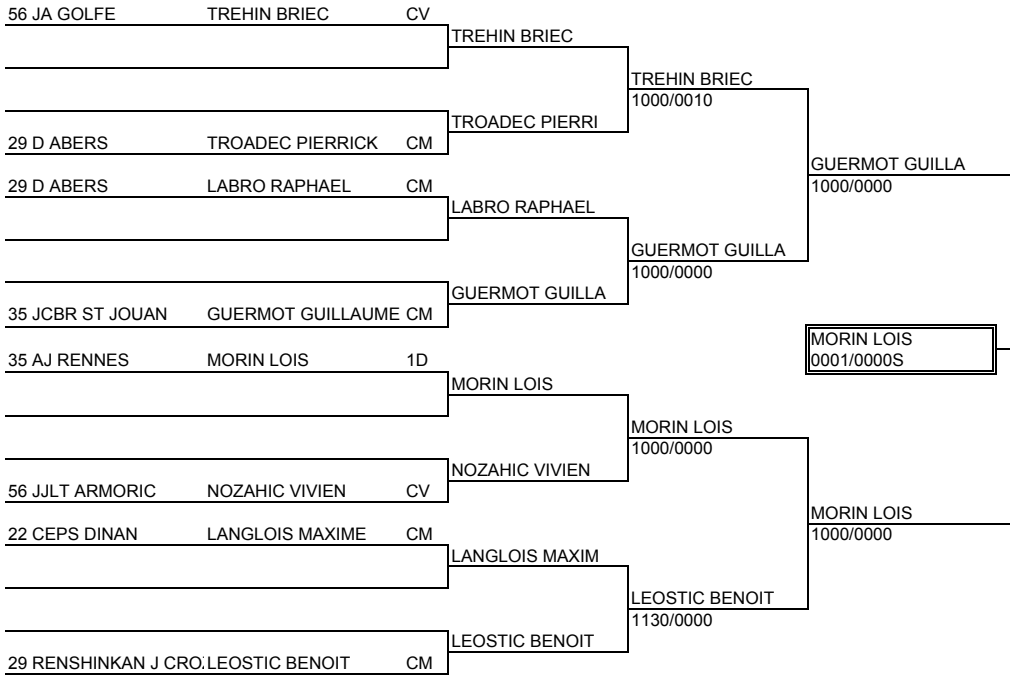 56 JA GOLFE TREHIN BRIEC CV
TREHIN BRIEC
TREHIN BRIEC
1000/0010
TROADEC PIERRI
29 D ABERS TROADEC PIERRICK CM
GUERMOT GUILLA
1000/0000
29 D ABERS LABRO RAPHAEL CM
LABRO RAPHAEL
GUERMOT GUILLA
1000/0000
GUERMOT GUILLA
35 JCBR ST JOUAN GUERMOT GUILLAUME CM
MORIN LOIS
0001/0000S
35 AJ RENNES MORIN LOIS 1D
MORIN LOIS
MORIN LOIS
1000/0000
NOZAHIC VIVIEN
56 JJLT ARMORIC NOZAHIC VIVIEN CV
MORIN LOIS
1000/0000
22 CEPS DINAN LANGLOIS MAXIME CM
LANGLOIS MAXIM
LEOSTIC BENOIT
1130/0000
LEOSTIC BENOIT
29 RENSHINKAN J CRO LEOSTIC BENOIT CM